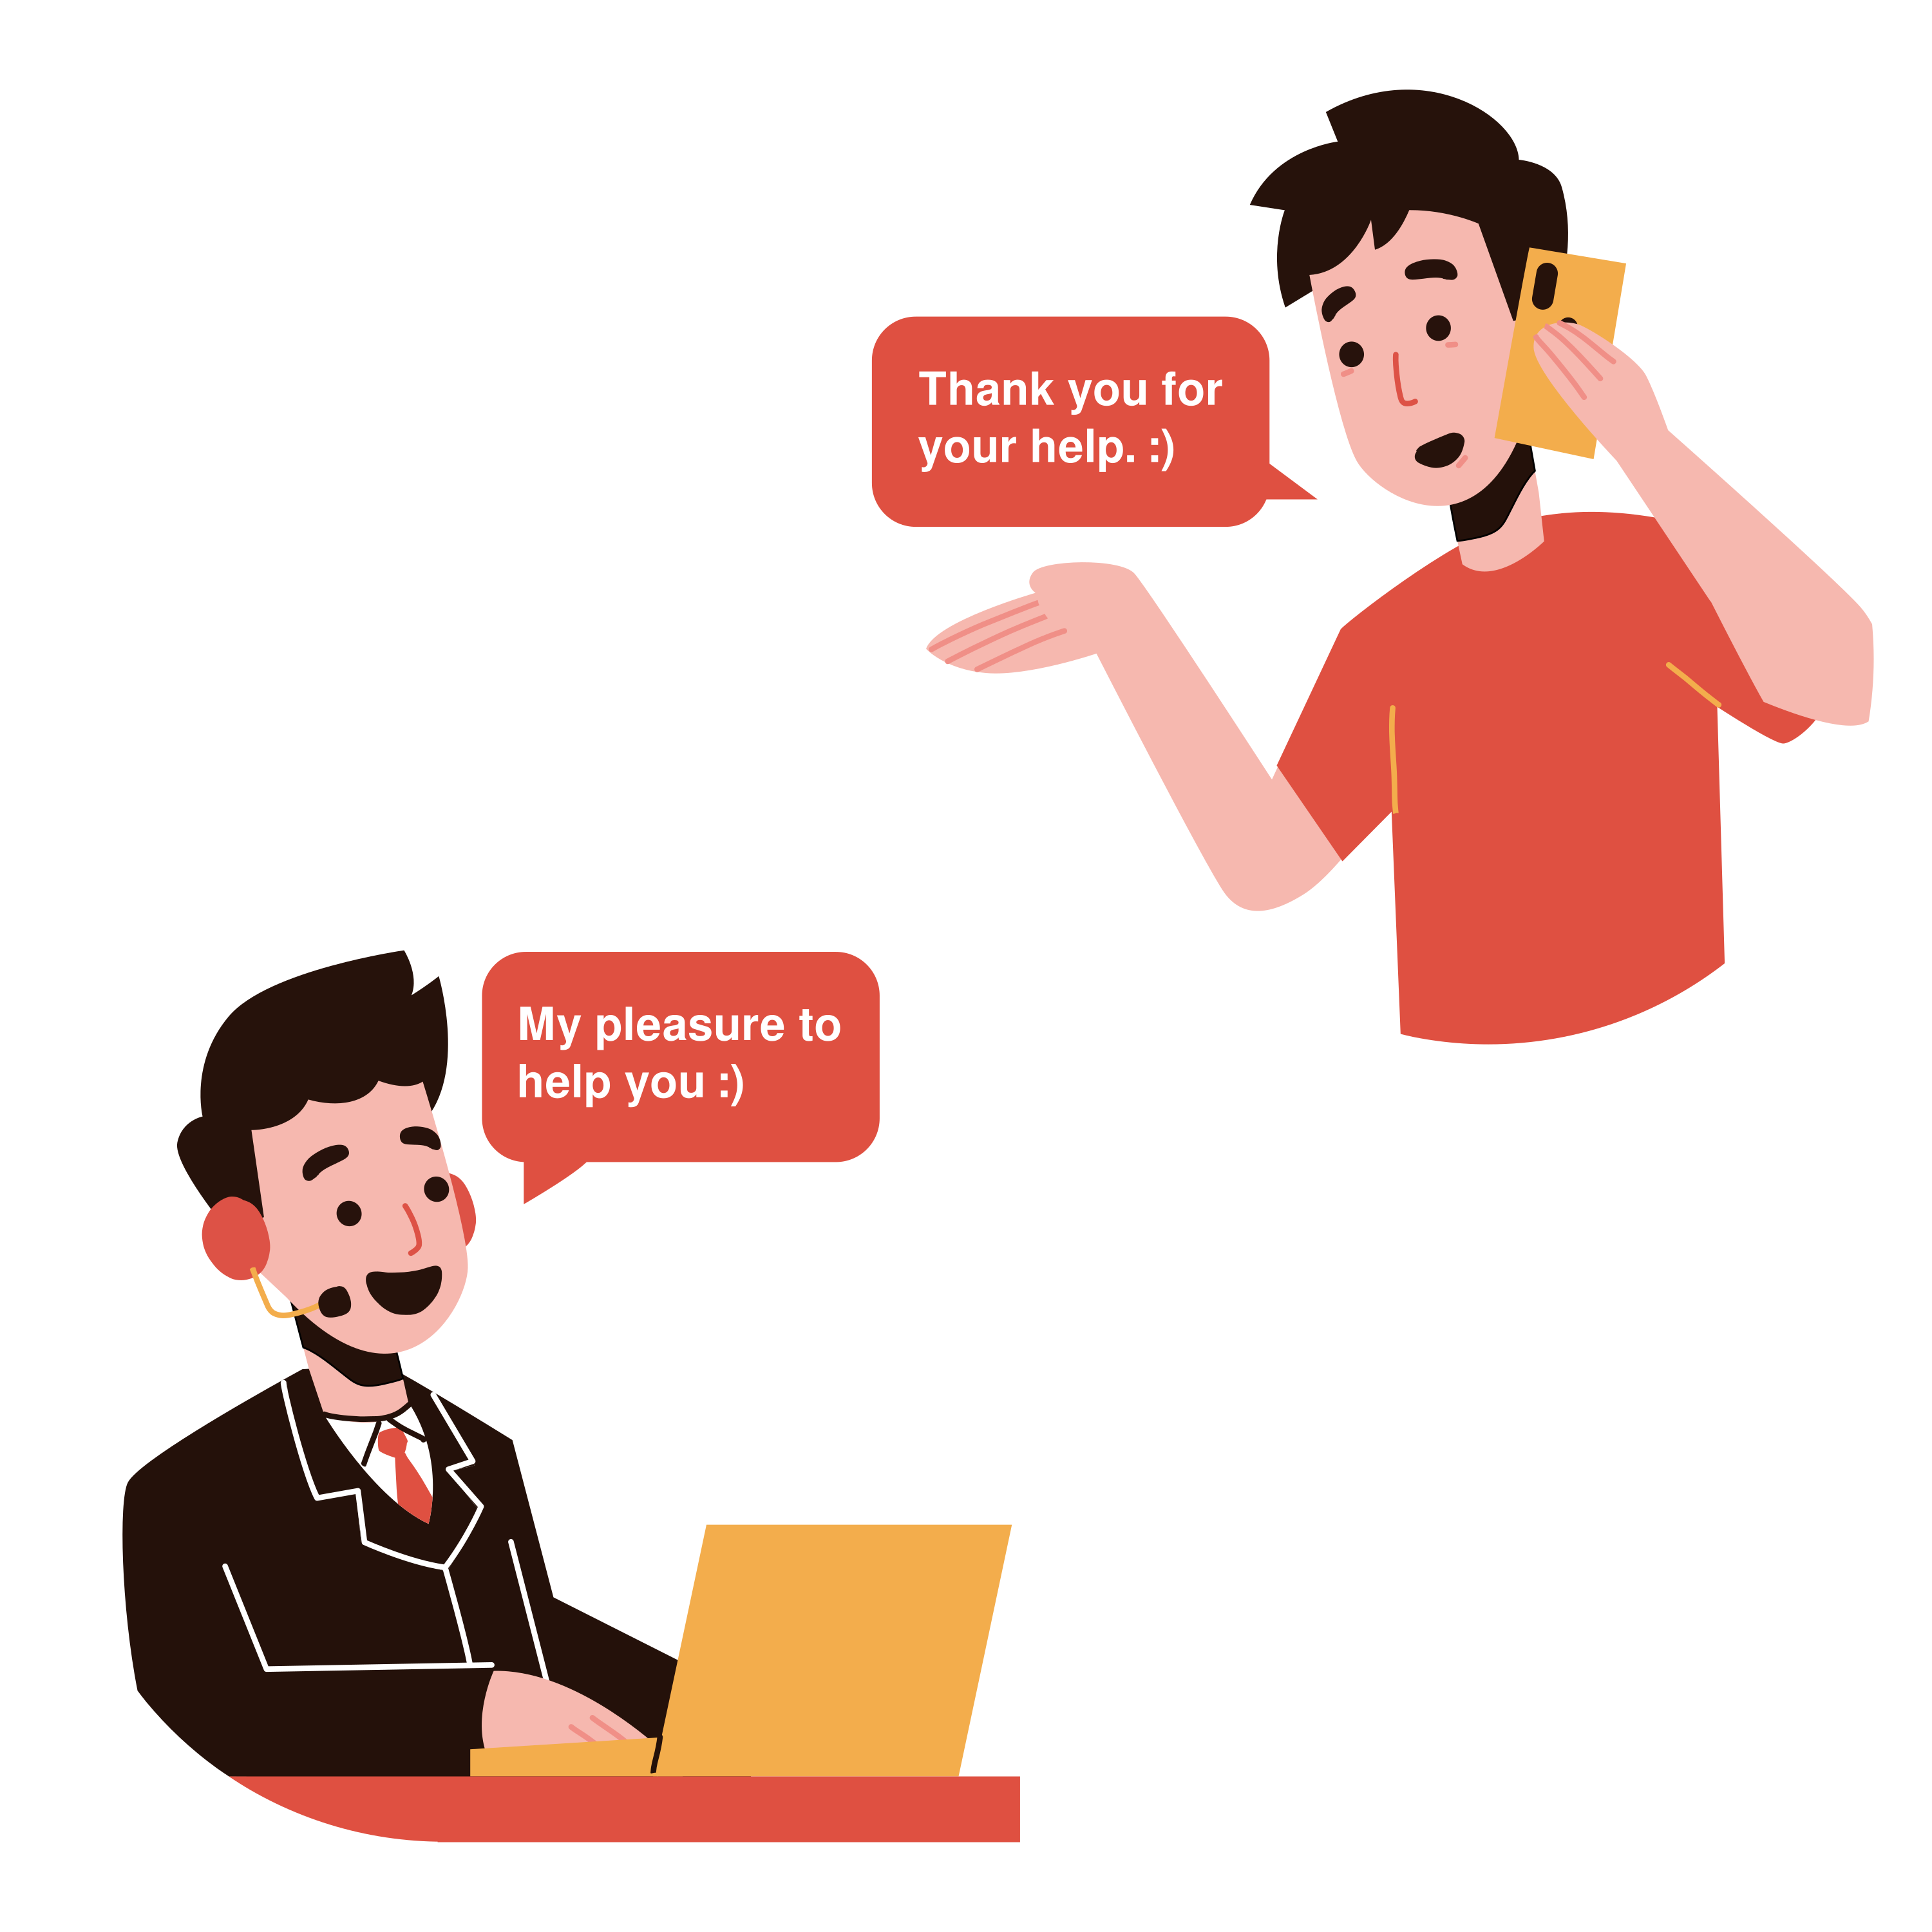 Thank you for
your help. :)
My pleasure to
help you :)